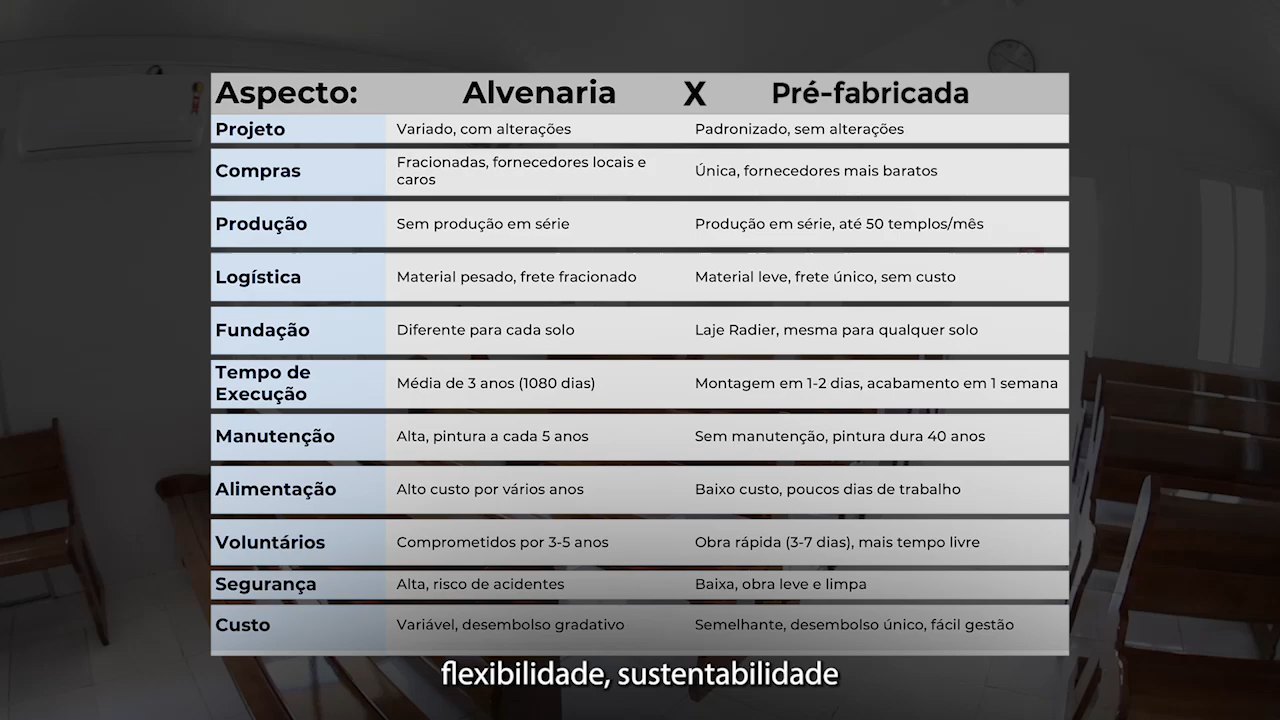 Aspecto: Alvenaria X Pré-fabricada
Projeto Variado, com alterações Padronizado, sem alterações
Compras Fracionadas, fornecedores locais e caros Única, fornecedores mais baratos
Produção Sem produção em série Produção em série, até 50 templos/mês
Logística Material pesado, frete fracionado Material leve, frete único, sem custo
Fundação Diferente para cada solo Laje Radier, mesma para qualquer solo
Tempo de Execução Média de 3 anos (1080 dias) Montagem em 1-2 dias, acabamento em 1 semana
Manutenção Alta, pintura a cada 5 anos Sem manutenção, pintura dura 40 anos
Alimentação Alto custo por vários anos Baixo custo, poucos dias de trabalho
Voluntários Comprometidos por 3-5 anos Obra rápida (3-7 dias), mais tempo livre
Segurança Alta, risco de acidentes Baixa, obra leve e limpa
Custo Variável, desembolso gradativo Semelhante, desembolso único, fácil gestão
flexibilidade, sustentabilidade